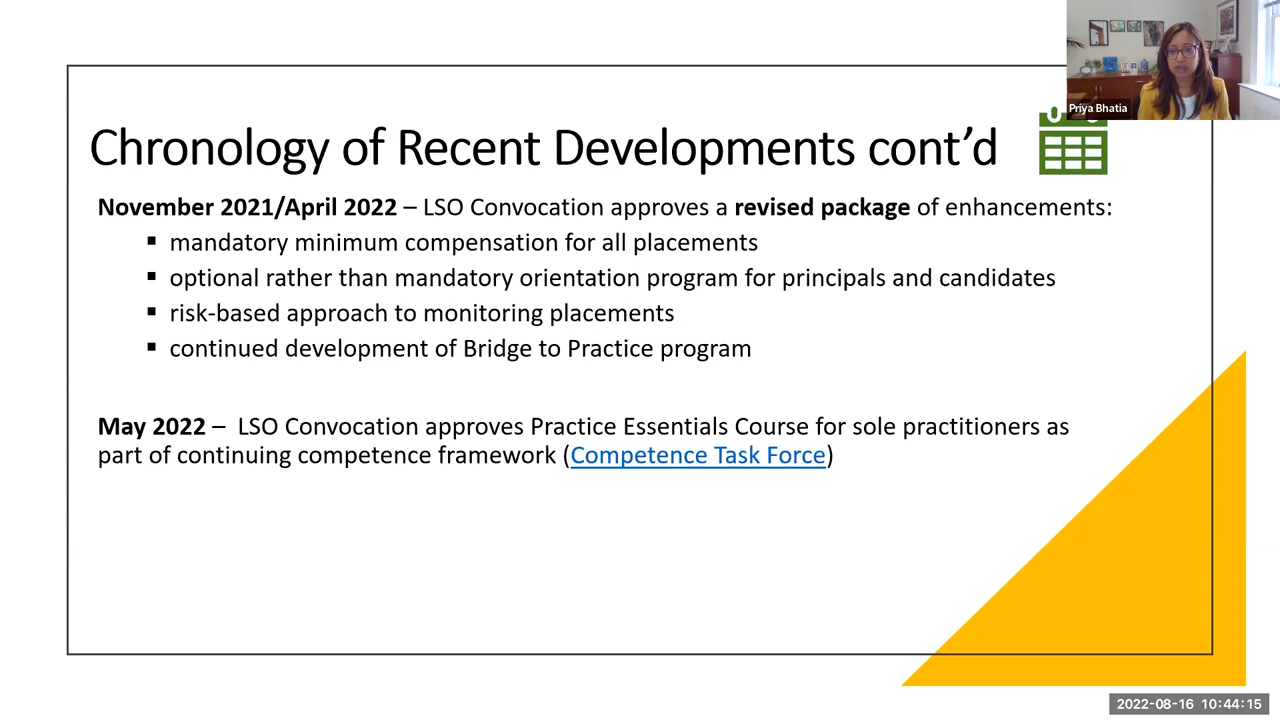 Priya Bhatia
Chronology of Recent Developments cont’d
November 2021/April 2022 – LSO Convocation approves a revised package of enhancements:
▪ mandatory minimum compensation for all placements
▪ optional rather than mandatory orientation program for principals and candidates
▪ risk-based approach to monitoring placements
▪ continued development of Bridge to Practice program
May 2022 – LSO Convocation approves Practice Essentials Course for sole practitioners as
part of continuing competence framework (Competence Task Force)
2022-08-16 10:44:15